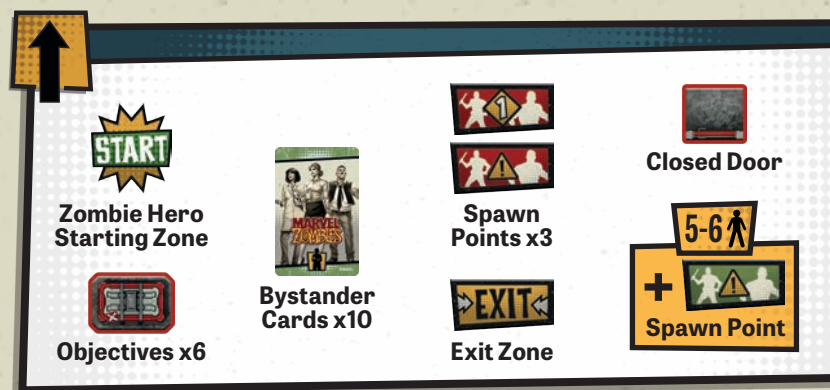 START
Zombie Hero
Starting Zone
Objectives x6
MARVEL
ZOMBIES
Bystander
Cards x10
1
!
Spawn
Points x3
EXIT
Exit Zone
Closed Door
5-6
+
!
Spawn Point